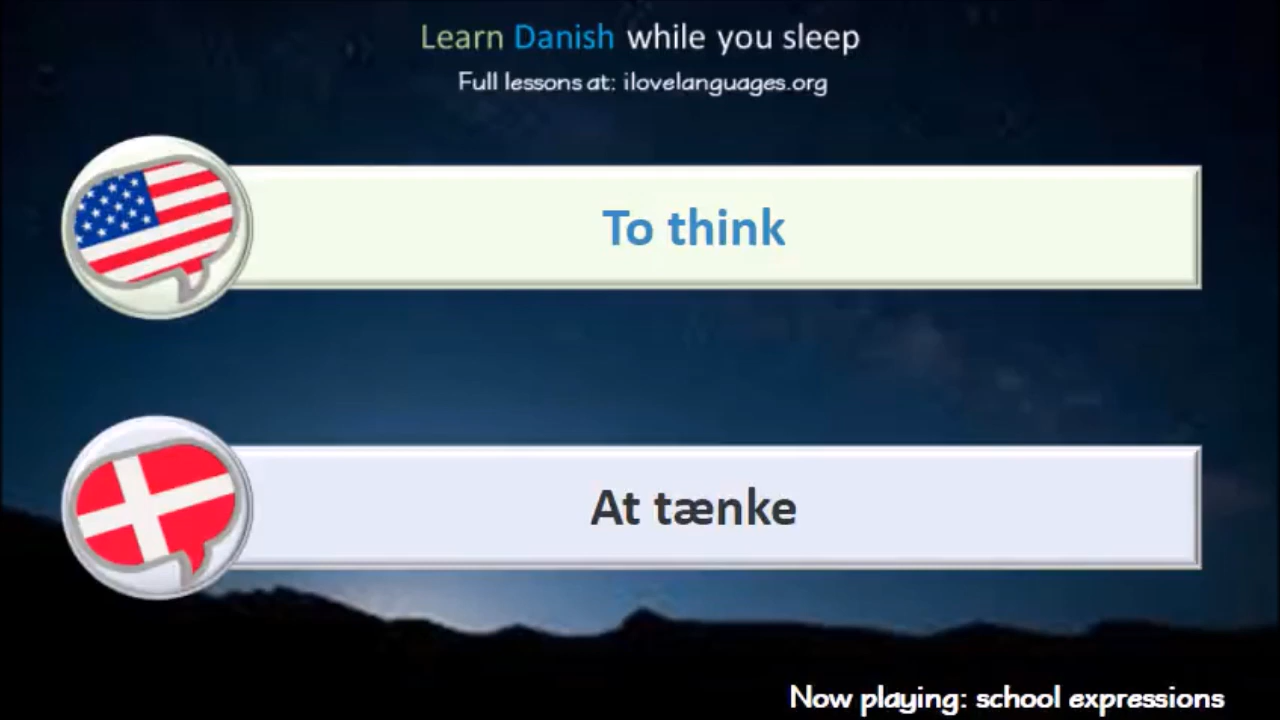 Learn Danish while you sleep
Full lessons at: ilovelanguages.org
To think
At tænke
Now playing: school expressions